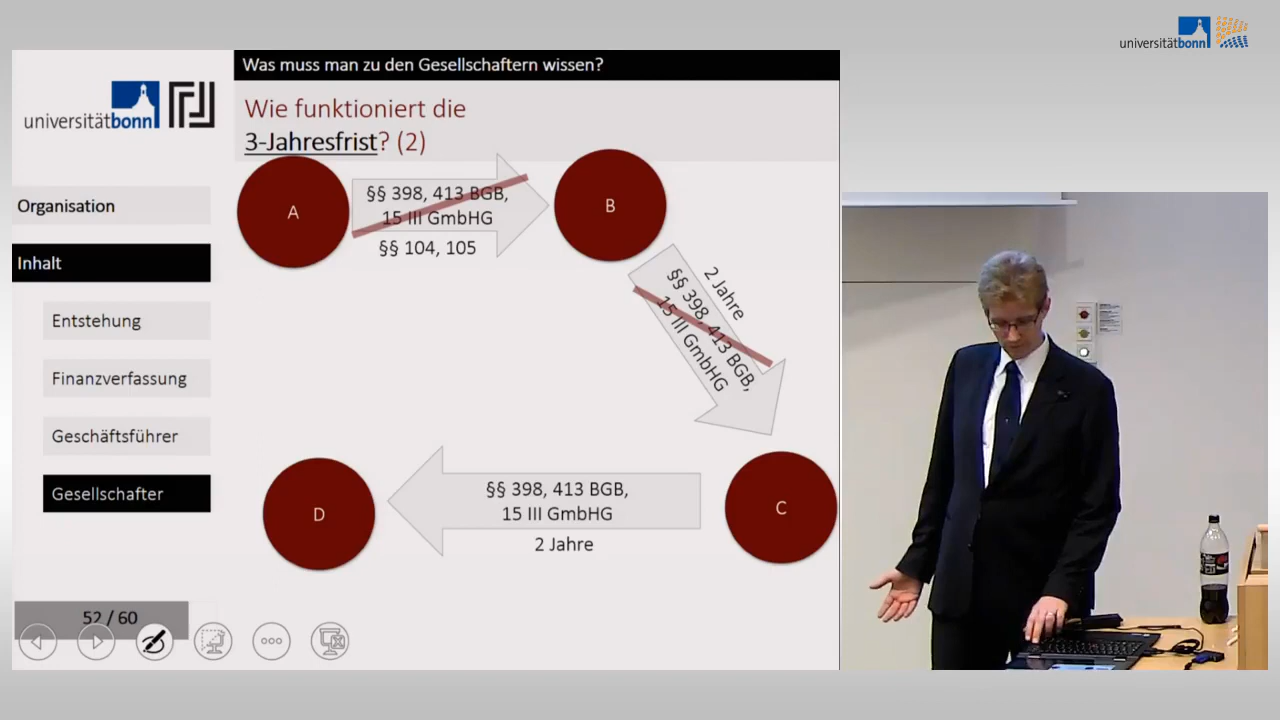 universitätbonn
Was muss man zu den Gesellschaftern wissen?
universitätbonn
Wie funktioniert die
3-Jahresfrist? (2)
Organisation
Inhalt
Entstehung
Finanzverfassung
Geschäftsführer
Gesellschafter
52 / 60
A
§§ 398, 413 BGB,
15 III GmbHG
§§ 104, 105
B
2 Jahre
§§ 398, 413 BGB,
15 III GmbHG
C
§§ 398, 413 BGB,
15 III GmbHG
2 Jahre
D